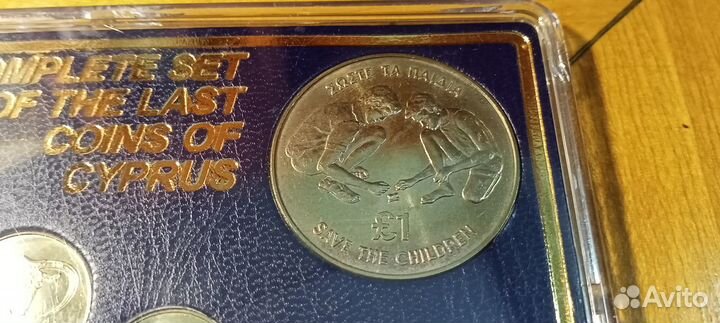 COMPLETE SET
OF THE LAST
COINS OF
CYPRUS
ΣΩΣΤΕ ΤΑ ΠΑΙΔΙΑ
£1
SAVE THE CHILDREN
Avito